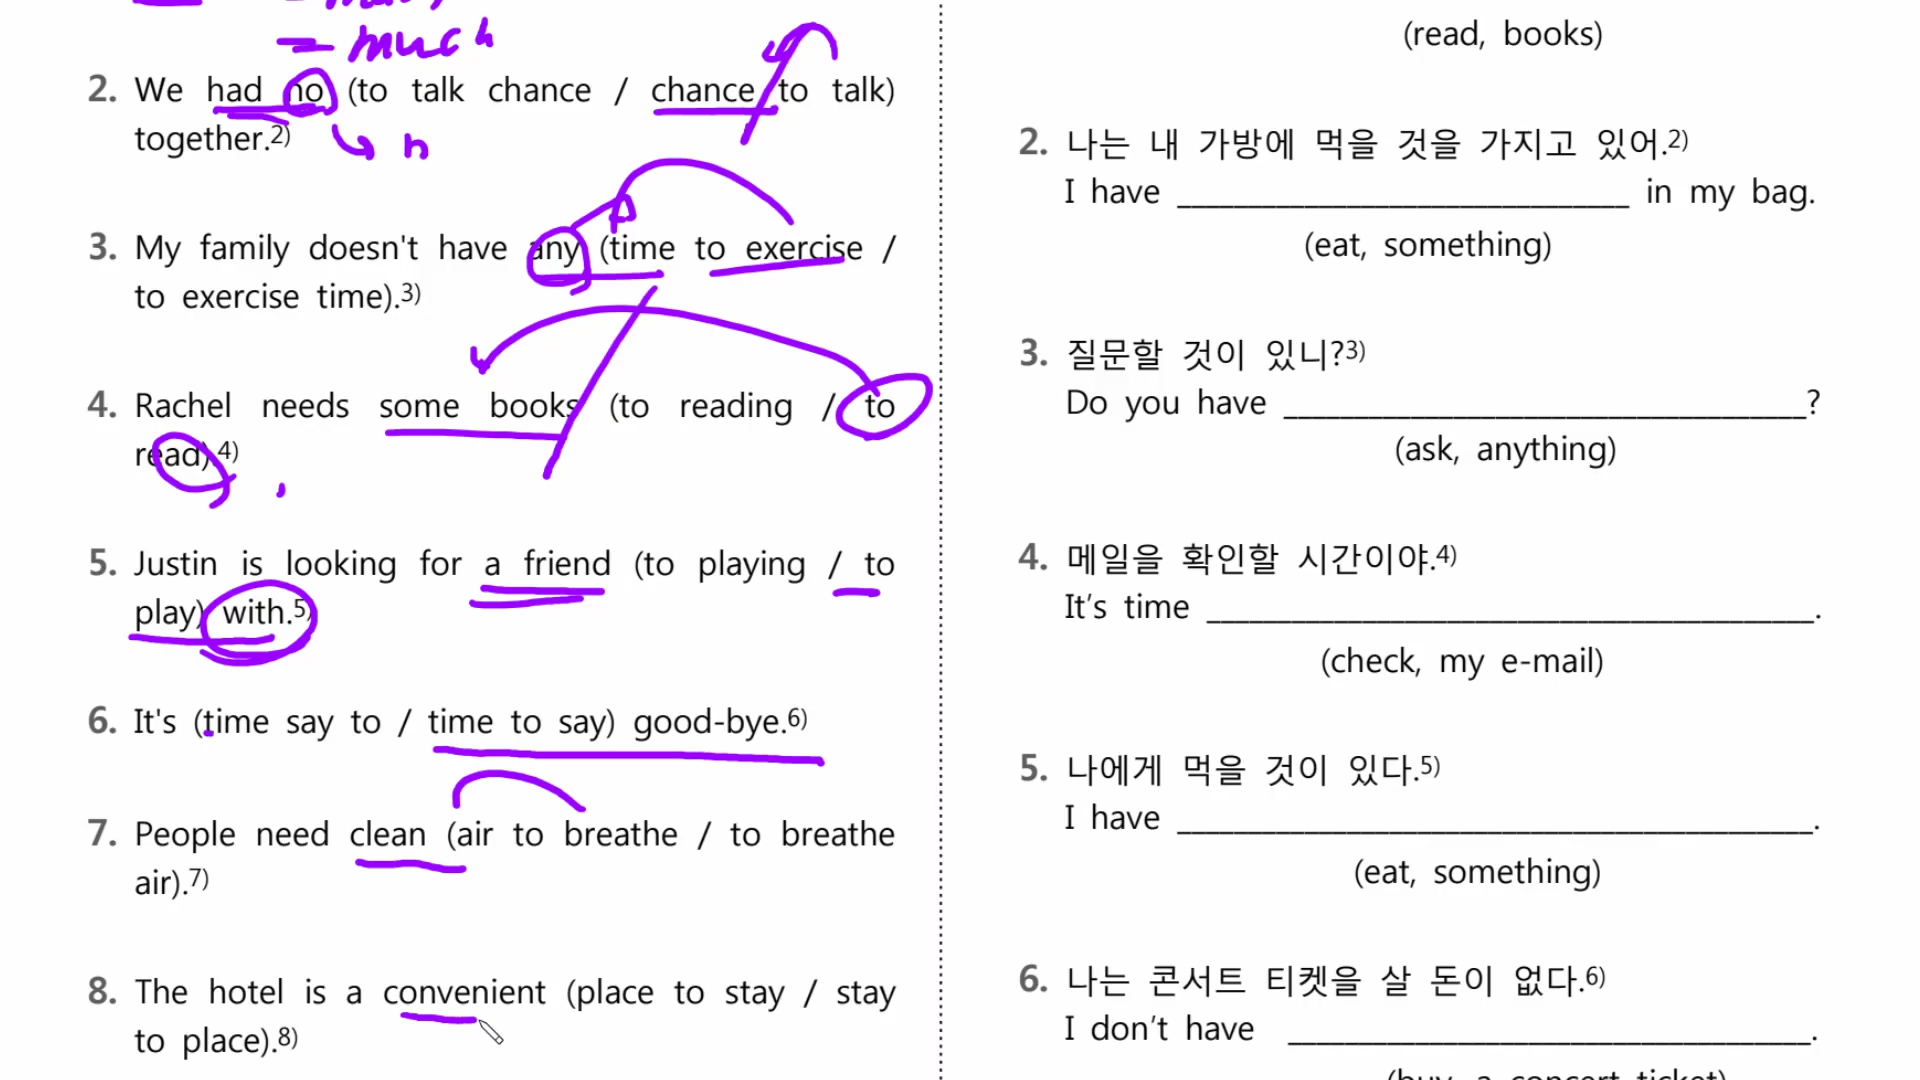 = much
2. We had no (to talk chance / chance to talk)
together.2)
n
3. My family doesn't have any (time to exercise /
to exercise time).3)
4. Rachel needs some books (to reading / to
read).4)
5. Justin is looking for a friend (to playing / to
play) with.5)
6. It's (time say to / time to say) good-bye.6)
7. People need clean (air to breathe / to breathe
air).7)
8. The hotel is a convenient (place to stay / stay
to place).8)
(read, books)
2. 나는 내 가방에 먹을 것을 가지고 있어.2)
I have ______________________________ in my bag.
(eat, something)
3. 질문할 것이 있니?3)
Do you have ___________________________________?
(ask, anything)
4. 메일을 확인할 시간이야.4)
It's time ________________________________________.
(check, my e-mail)
5. 나에게 먹을 것이 있다.5)
I have __________________________________________.
(eat, something)
6. 나는 콘서트 티켓을 살 돈이 없다.6)
I don't have ___________________________________.
(buy, a concert ticket)